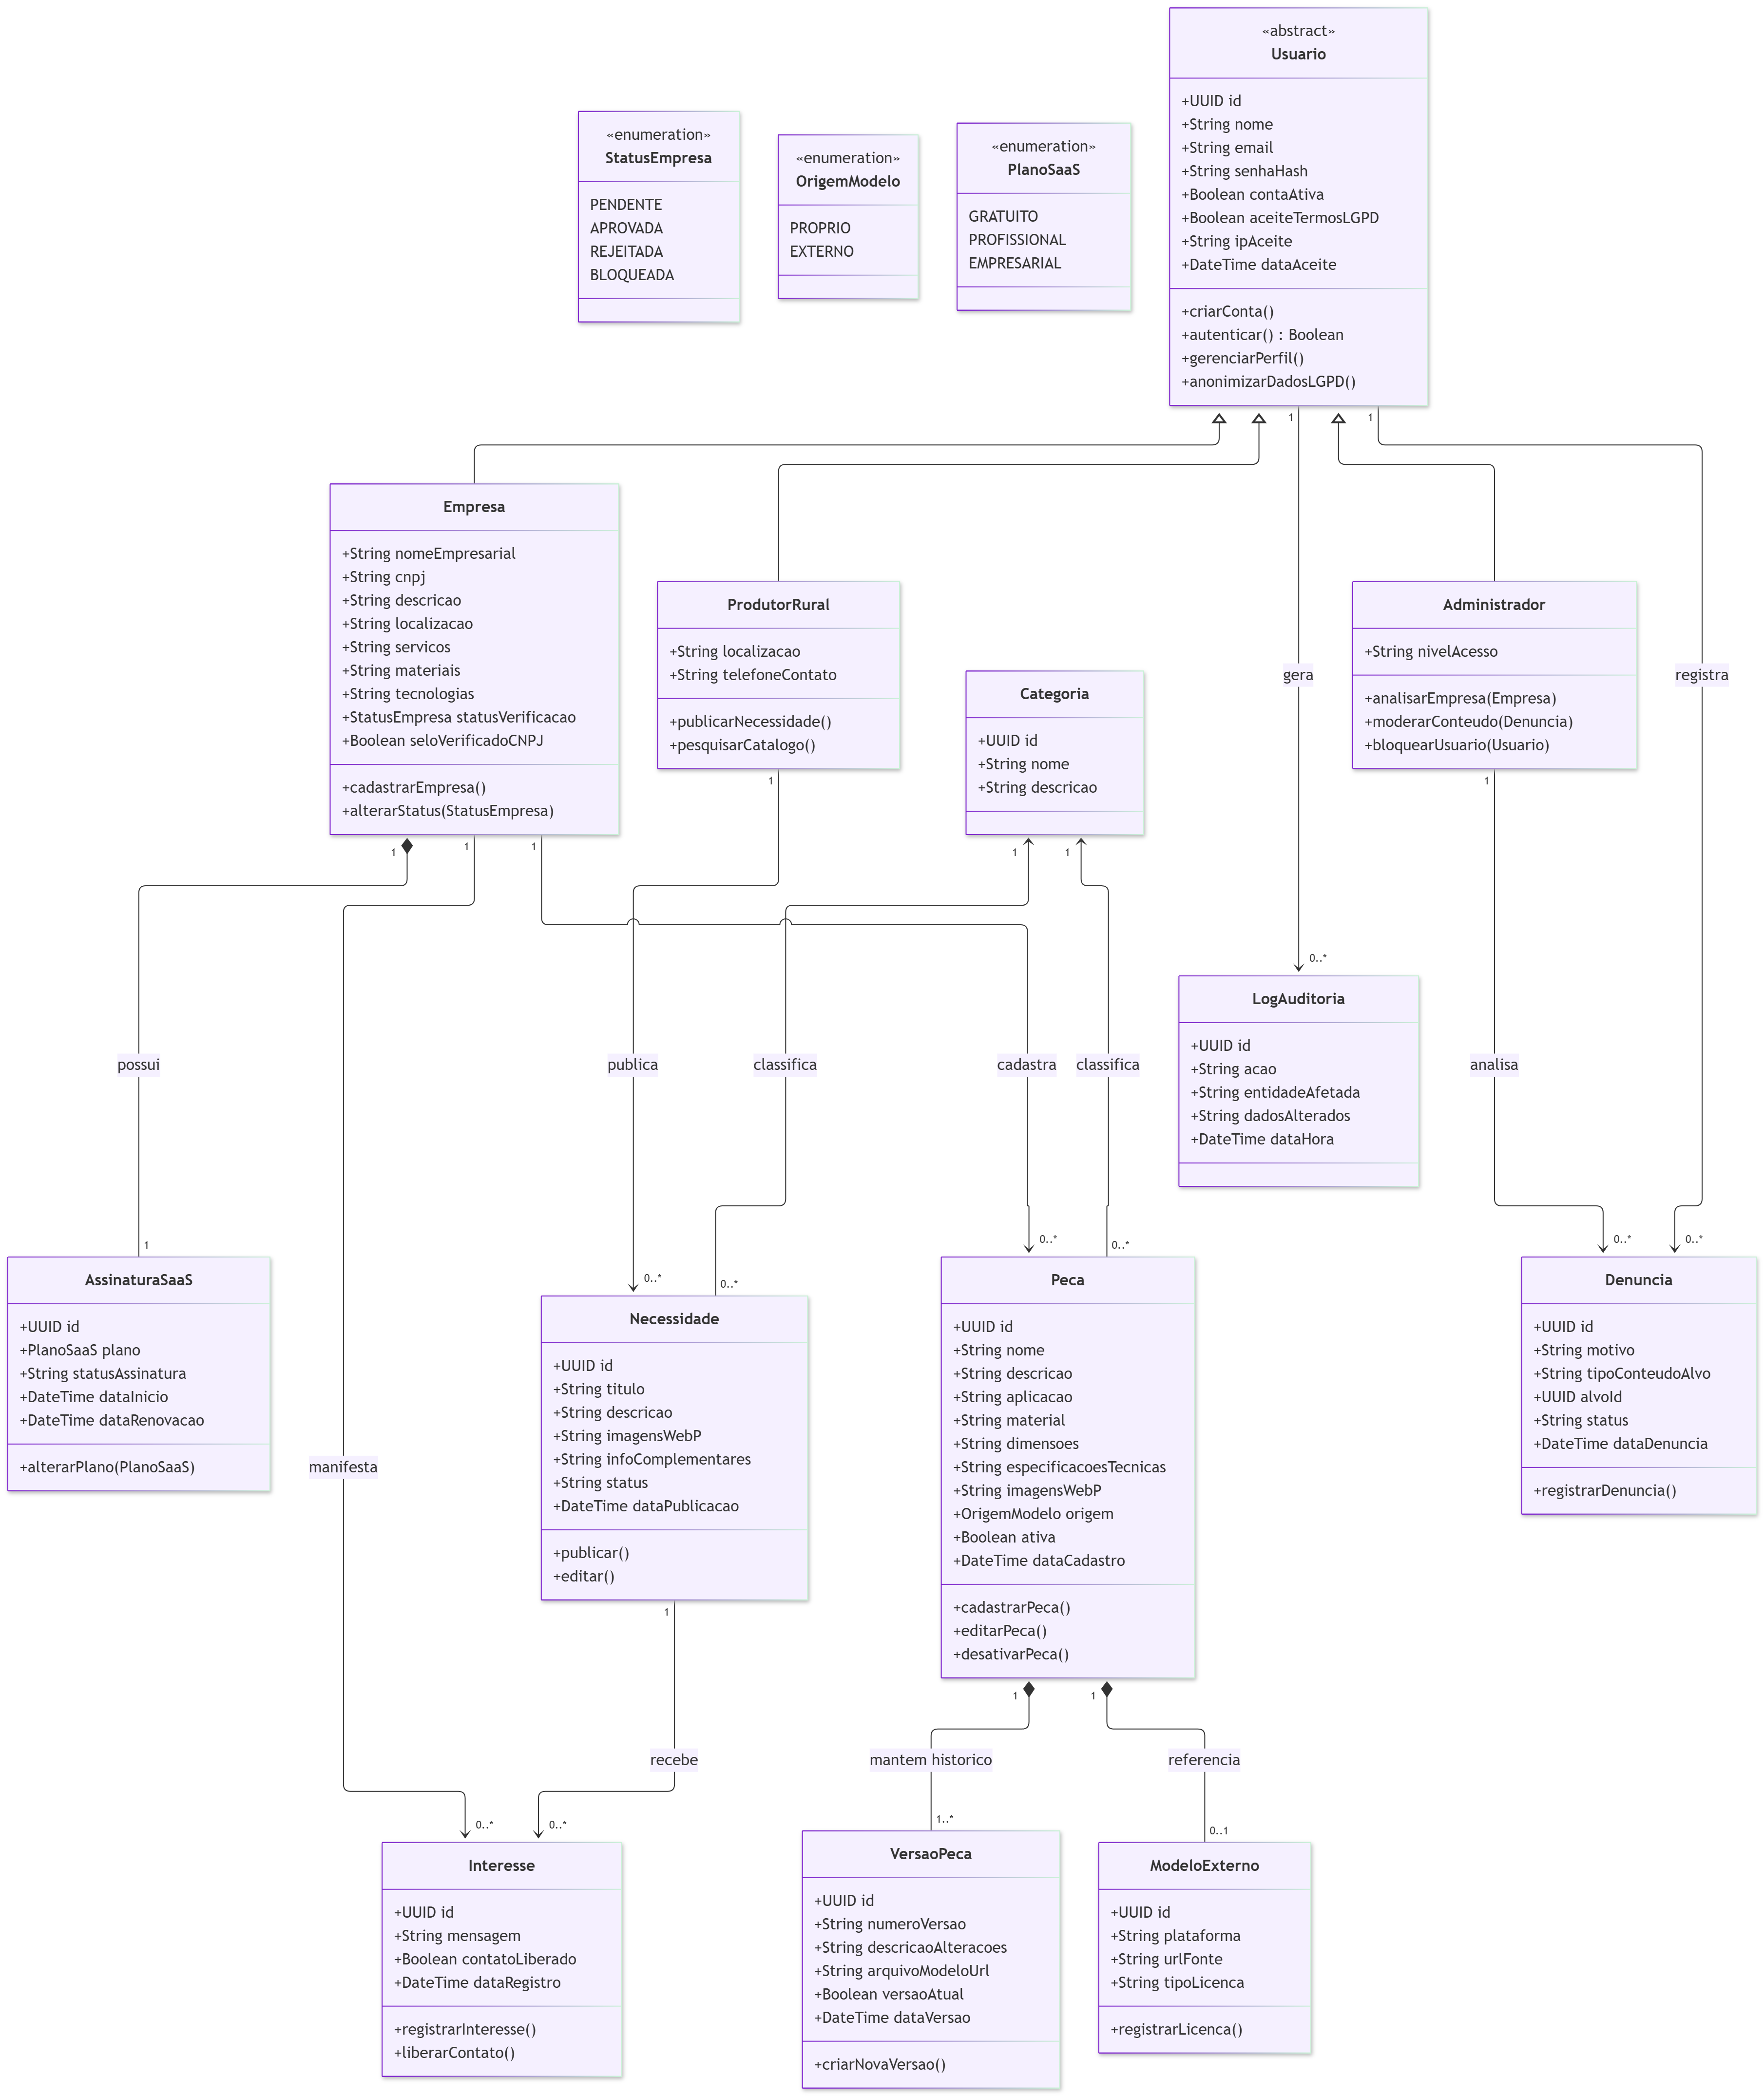 «abstract»
Usuario
+UUID id
+String nome
+String email
+String senhaHash
+Boolean contaAtiva
+Boolean aceiteTermosLGPD
+String ipAceite
+DateTime dataAceite
+criarConta()
+autenticar() : Boolean
+gerenciarPerfil()
+anonimizarDadosLGPD()
«enumeration»
StatusEmpresa
PENDENTE
APROVADA
REJEITADA
BLOQUEADA
«enumeration»
OrigemModelo
PROPRIO
EXTERNO
«enumeration»
PlanoSaaS
GRATUITO
PROFISSIONAL
EMPRESARIAL
1
1
Empresa
+String nomeEmpresarial
+String cnpj
+String descricao
+String localizacao
+String servicos
+String materiais
+String tecnologias
+StatusEmpresa statusVerificacao
+Boolean seloVerificadoCNPJ
+cadastrarEmpresa()
+alterarStatus(StatusEmpresa)
ProdutorRural
+String localizacao
+String telefoneContato
+publicarNecessidade()
+pesquisarCatalogo()
Categoria
+UUID id
+String nome
+String descricao
gera
Administrador
+String nivelAcesso
+analisarEmpresa(Empresa)
+moderarConteudo(Denuncia)
+bloquearUsuario(Usuario)
registra
1
1
1
1
1
1
1
0..*
LogAuditoria
+UUID id
+String acao
+String entidadeAfetada
+String dadosAlterados
+DateTime dataHora
possui
publica
classifica
cadastra
classifica
analisa
1
0..*
0..*
0..*
0..*
0..*
0..*
AssinaturaSaaS
+UUID id
+PlanoSaaS plano
+String statusAssinatura
+DateTime dataInicio
+DateTime dataRenovacao
+alterarPlano(PlanoSaaS)
manifesta
Necessidade
+UUID id
+String titulo
+String descricao
+String imagensWebP
+String infoComplementares
+String status
+DateTime dataPublicacao
+publicar()
+editar()
Peca
+UUID id
+String nome
+String descricao
+String aplicacao
+String material
+String dimensoes
+String especificacoesTecnicas
+String imagensWebP
+OrigemModelo origem
+Boolean ativa
+DateTime dataCadastro
+cadastrarPeca()
+editarPeca()
+desativarPeca()
Denuncia
+UUID id
+String motivo
+String tipoConteudoAlvo
+UUID alvoId
+String status
+DateTime dataDenuncia
+registrarDenuncia()
1
1
1
recebe
mantem historico
referencia
0..*
0..*
1..*
0..1
Interesse
+UUID id
+String mensagem
+Boolean contatoLiberado
+DateTime dataRegistro
+registrarInteresse()
+liberarContato()
VersaoPeca
+UUID id
+String numeroVersao
+String descricaoAlteracoes
+String arquivoModeloUrl
+Boolean versaoAtual
+DateTime dataVersao
+criarNovaVersao()
ModeloExterno
+UUID id
+String plataforma
+String urlFonte
+String tipoLicenca
+registrarLicenca()